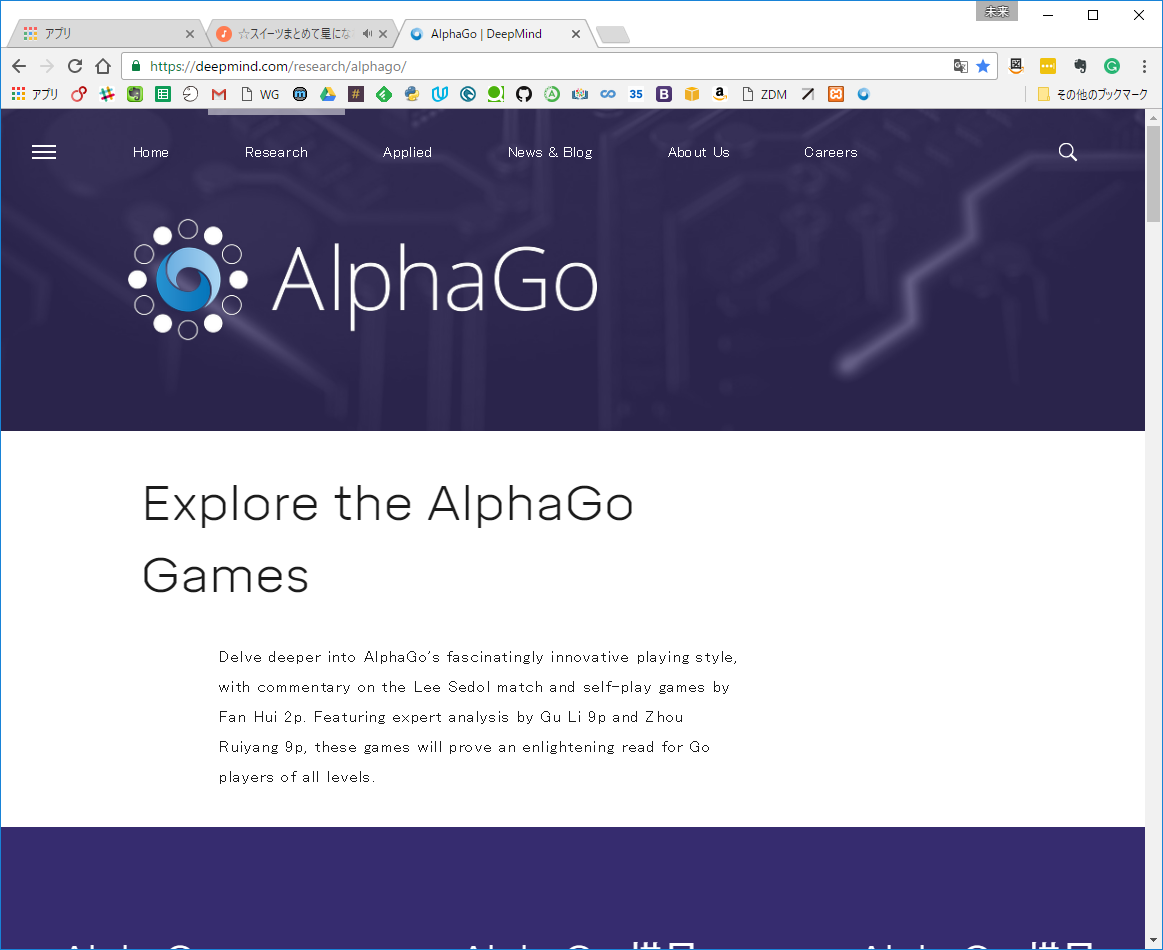 未来
アプリ
☆スイーツまとめて星にな
AlphaGo | DeepMind
https://deepmind.com/research/alphago/
アプリ
WG
35
ZDM
その他のブックマーク
Home
Research
Applied
News & Blog
About Us
Careers
AlphaGo
Explore the AlphaGo
Games
Delve deeper into AlphaGo's fascinatingly innovative playing style,
with commentary on the Lee Sedol match and self-play games by
Fan Hui 2p. Featuring expert analysis by Gu Li 9p and Zhou
Ruiyang 9p, these games will prove an enlightening read for Go
players of all levels.